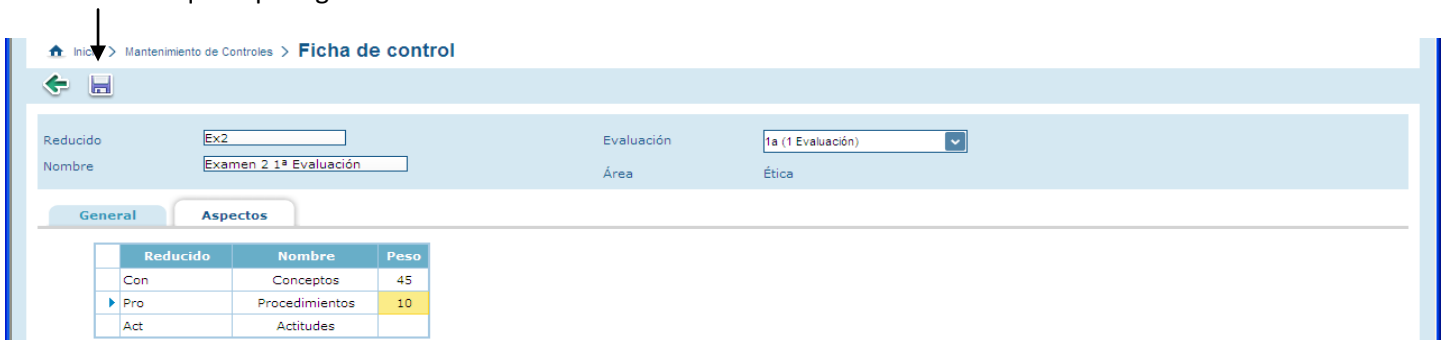 Inicio > Mantenimiento de Controles > Ficha de control
Reducido Ex2 Evaluación 1a (1 Evaluación)
Nombre Examen 2 1ª Evaluación Área Ética
General Aspectos
Reducido Nombre Peso
Con Conceptos 45
Pro Procedimientos 10
Act Actitudes